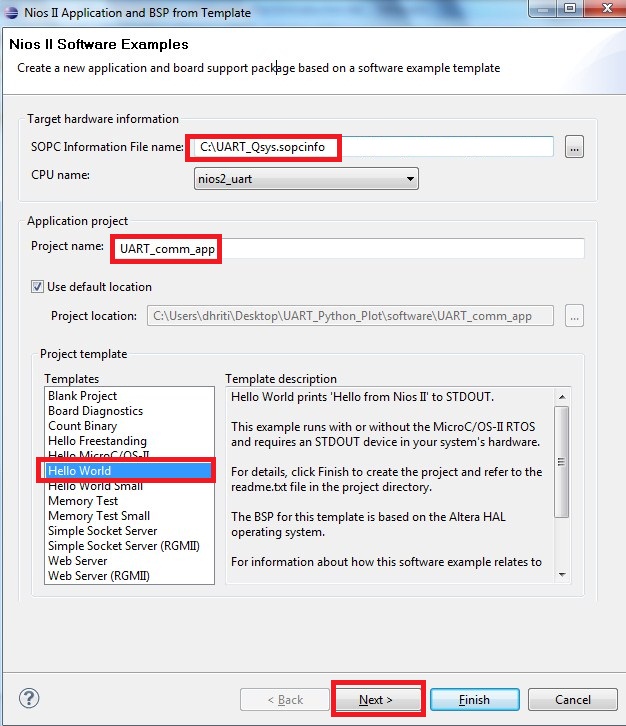 Nios II Application and BSP from Template
Nios II Software Examples
Create a new application and board support package based on a software example template
Target hardware information
SOPC Information File name: C:\UART_Qsys.sopcinfo ...
CPU name: nios2_uart
Application project
Project name: UART_comm_app
Use default location
Project location: C:\Users\dhriti\Desktop\UART_Python_Plot\software\UART_comm_app ...
Project template
Templates
Blank Project
Board Diagnostics
Count Binary
Hello Freestanding
Hello MicroC/OS-II
Hello World
Hello World Small
Memory Test
Memory Test Small
Simple Socket Server
Simple Socket Server (RGMII)
Web Server
Web Server (RGMII)
Template description
Hello World prints 'Hello from Nios II' to STDOUT.
This example runs with or without the MicroC/OS-II RTOS
and requires an STDOUT device in your system's hardware.
For details, click Finish to create the project and refer to the
readme.txt file in the project directory.
The BSP for this template is based on the Altera HAL
operating system.
For information about how this software example relates to
? < Back Next > Finish Cancel